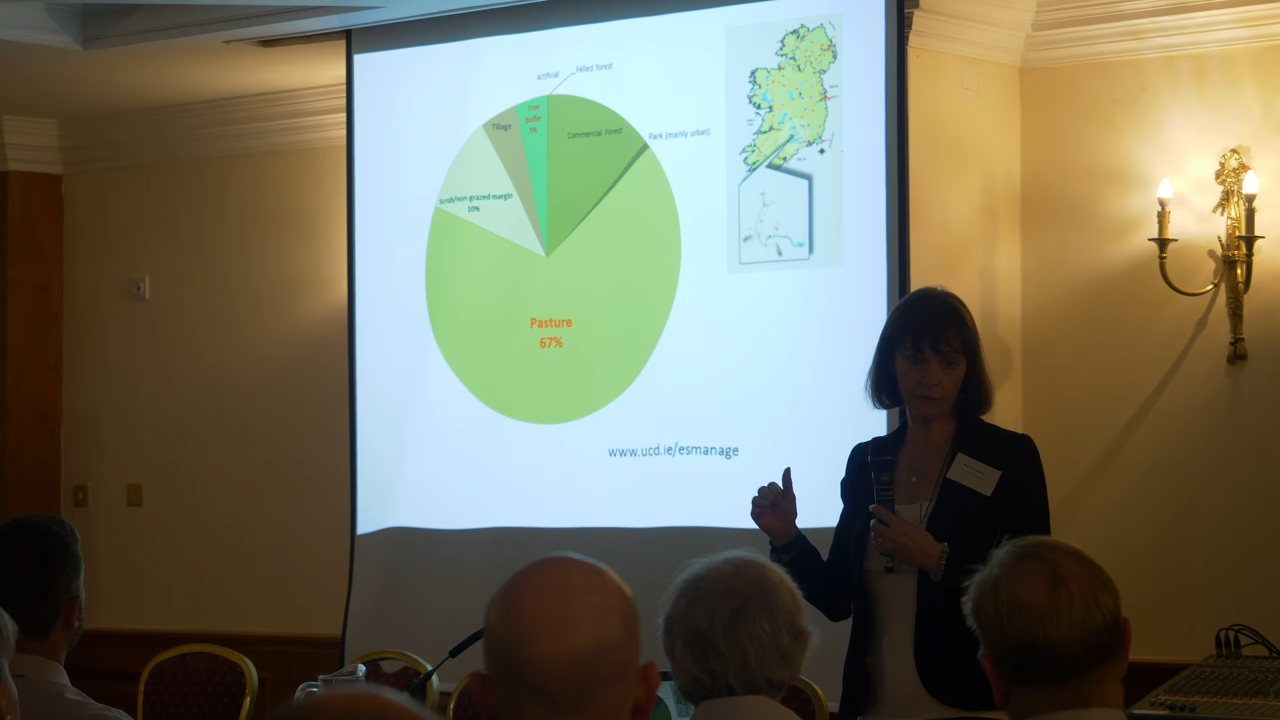 Artificial
Felled forest
Tree
buffer
5%
Tillage
Commercial Forest
Park (mainly urban)
Scrub/non-grazed margin
10%
Pasture
67%
www.ucd.ie/esmanage